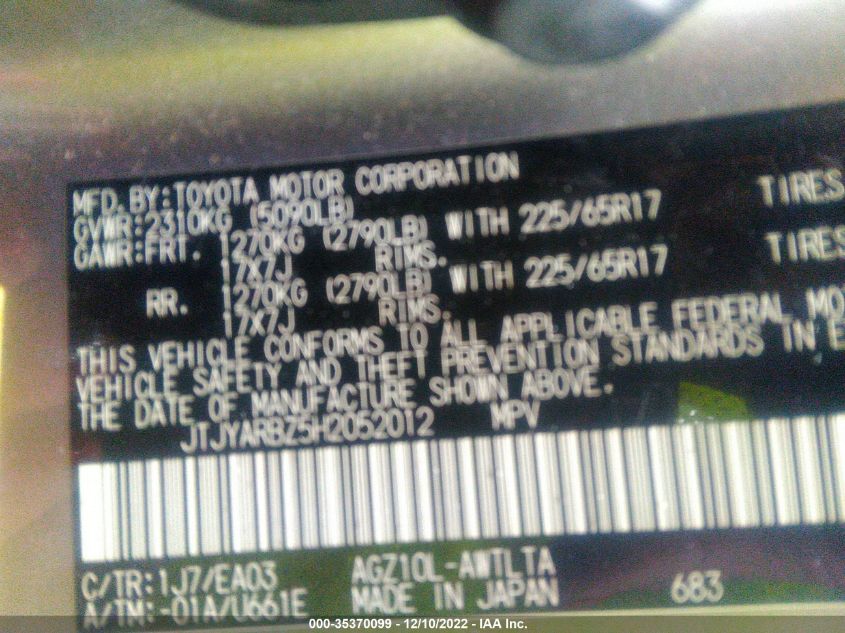 MFD.BY:TOYOTA MOTOR CORPORATION
GVWR:2310KG (5090LB)
GAWR:FRT. 1270KG (2790LB) WITH 225/65R17 TIRES
17X7J RIMS.
RR. 1270KG (2790LB) WITH 225/65R17 TIRES
17X7J RIMS.
THIS VEHICLE CONFORMS TO ALL APPLICABLE FEDERAL MO
VEHICLE SAFETY AND THEFT PREVENTION STANDARDS IN E
THE DATE OF MANUFACTURE SHOWN ABOVE.
JTJYARBZ5H2052012 MPV
C/TR:1J7/EA03 AGZ10L-AWTLTA
A/TM:-01A/U661E MADE IN JAPAN 683
000-35370099 - 12/10/2022 - IAA Inc.